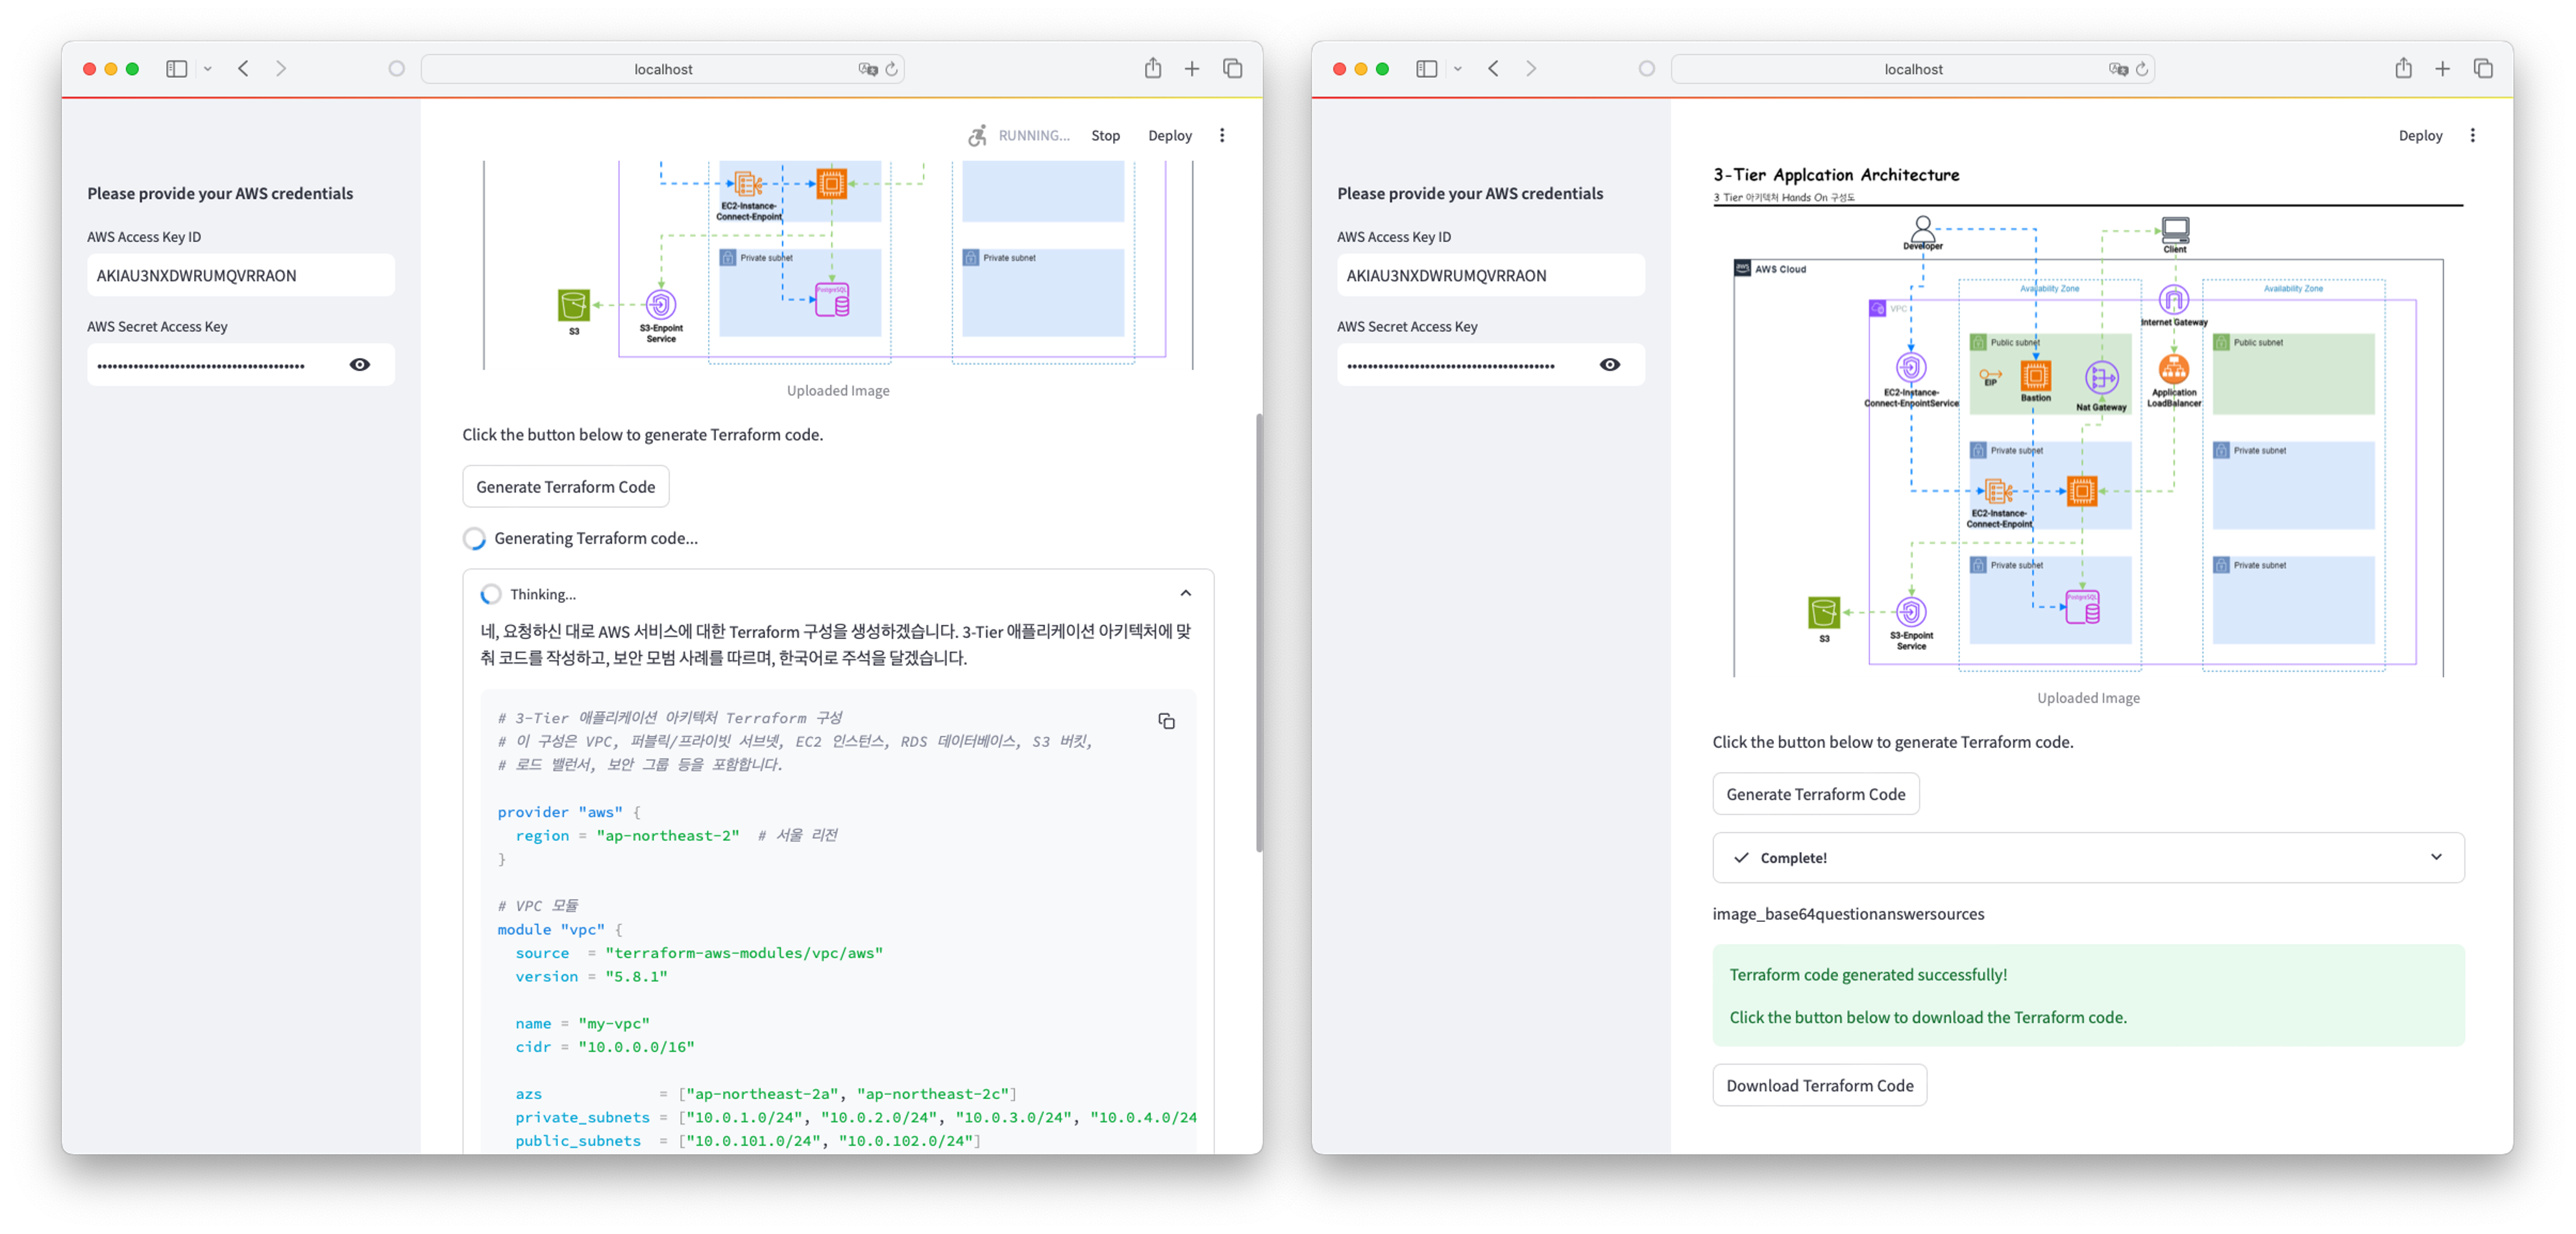 localhost
RUNNING...
Stop
Deploy
Please provide your AWS credentials
AWS Access Key ID
AKIAU3NXDWRUMQVRRAON
AWS Secret Access Key
••••••••••••••••••••••••••••••••••••••••
EC2-Instance-
Connect-Enpoint
Private subnet
Private subnet
PostgreSQL
S3
S3-Enpoint
Service
Uploaded Image
Click the button below to generate Terraform code.
Generate Terraform Code
Generating Terraform code...
Thinking...
네, 요청하신 대로 AWS 서비스에 대한 Terraform 구성을 생성하겠습니다. 3-Tier 애플리케이션 아키텍처에 맞
춰 코드를 작성하고, 보안 모범 사례를 따르며, 한국어로 주석을 달겠습니다.
# 3-Tier 애플리케이션 아키텍처 Terraform 구성
# 이 구성은 VPC, 퍼블릭/프라이빗 서브넷, EC2 인스턴스, RDS 데이터베이스, S3 버킷,
# 로드 밸런서, 보안 그룹 등을 포함합니다.
provider "aws" {
region = "ap-northeast-2" # 서울 리전
}
# VPC 모듈
module "vpc" {
source = "terraform-aws-modules/vpc/aws"
version = "5.8.1"
name = "my-vpc"
cidr = "10.0.0.0/16"
azs = ["ap-northeast-2a", "ap-northeast-2c"]
private_subnets = ["10.0.1.0/24", "10.0.2.0/24", "10.0.3.0/24", "10.0.4.0/24
public_subnets = ["10.0.101.0/24", "10.0.102.0/24"]
localhost
Deploy
Please provide your AWS credentials
AWS Access Key ID
AKIAU3NXDWRUMQVRRAON
AWS Secret Access Key
••••••••••••••••••••••••••••••••••••••••
3-Tier Applcation Architecture
3 Tier 아키텍처 Hands On 구성도
Developer
Client
aws
AWS Cloud
Availability Zone
Availability Zone
VPC
Internet Gateway
Public subnet
Public subnet
EC2-Instance-
Connect-EnpointService
EIP
Bastion
Nat Gateway
Application
LoadBalancer
Private subnet
Private subnet
EC2-Instance-
Connect-Enpoint
Private subnet
Private subnet
PostgreSQL
S3
S3-Enpoint
Service
Uploaded Image
Click the button below to generate Terraform code.
Generate Terraform Code
Complete!
image_base64questionanswersources
Terraform code generated successfully!
Click the button below to download the Terraform code.
Download Terraform Code